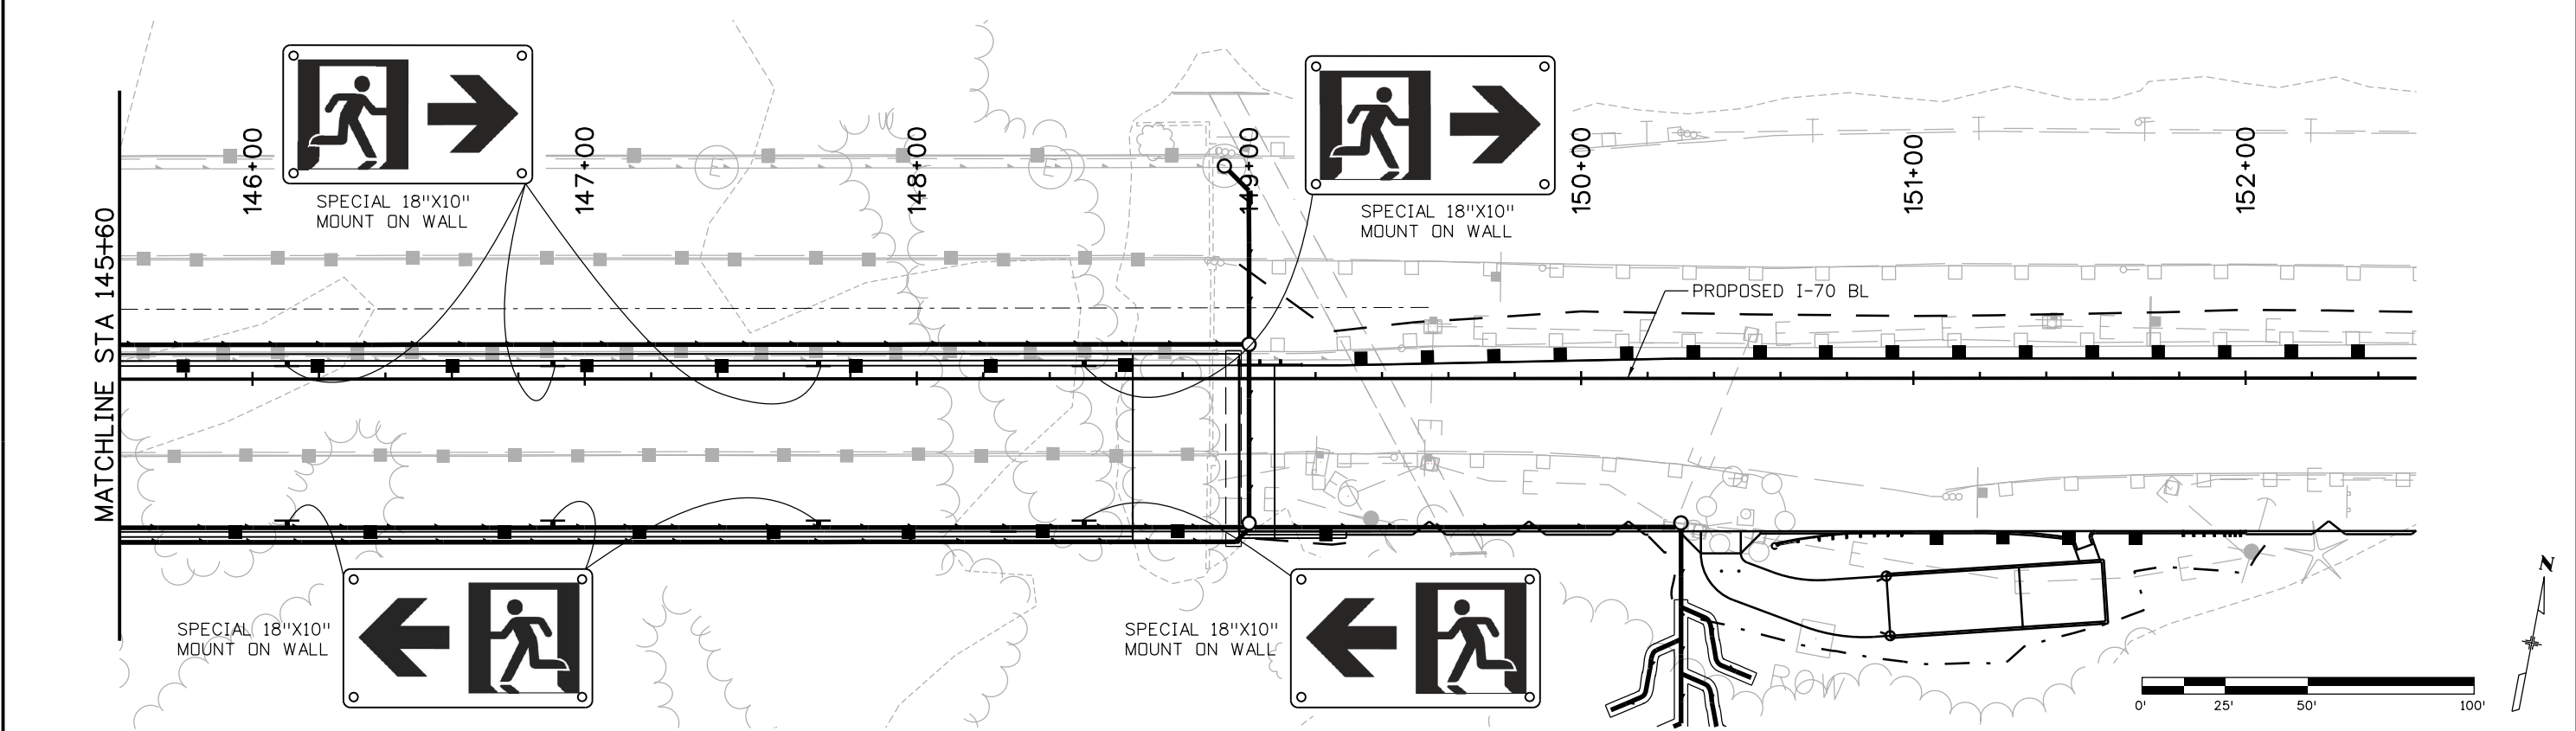 146+00
147+00
148+00
149+00
150+00
151+00
152+00
SPECIAL 18"X10"
MOUNT ON WALL
SPECIAL 18"X10"
MOUNT ON WALL
MATCHLINE STA 145+60
E
E
PROPOSED I-70 BL
E
E
E
E
E
E
E
E
E
E
E
SPECIAL 18"X10"
MOUNT ON WALL
SPECIAL 18"X10"
MOUNT ON WALL
ROW
N
0'
25'
50'
100'